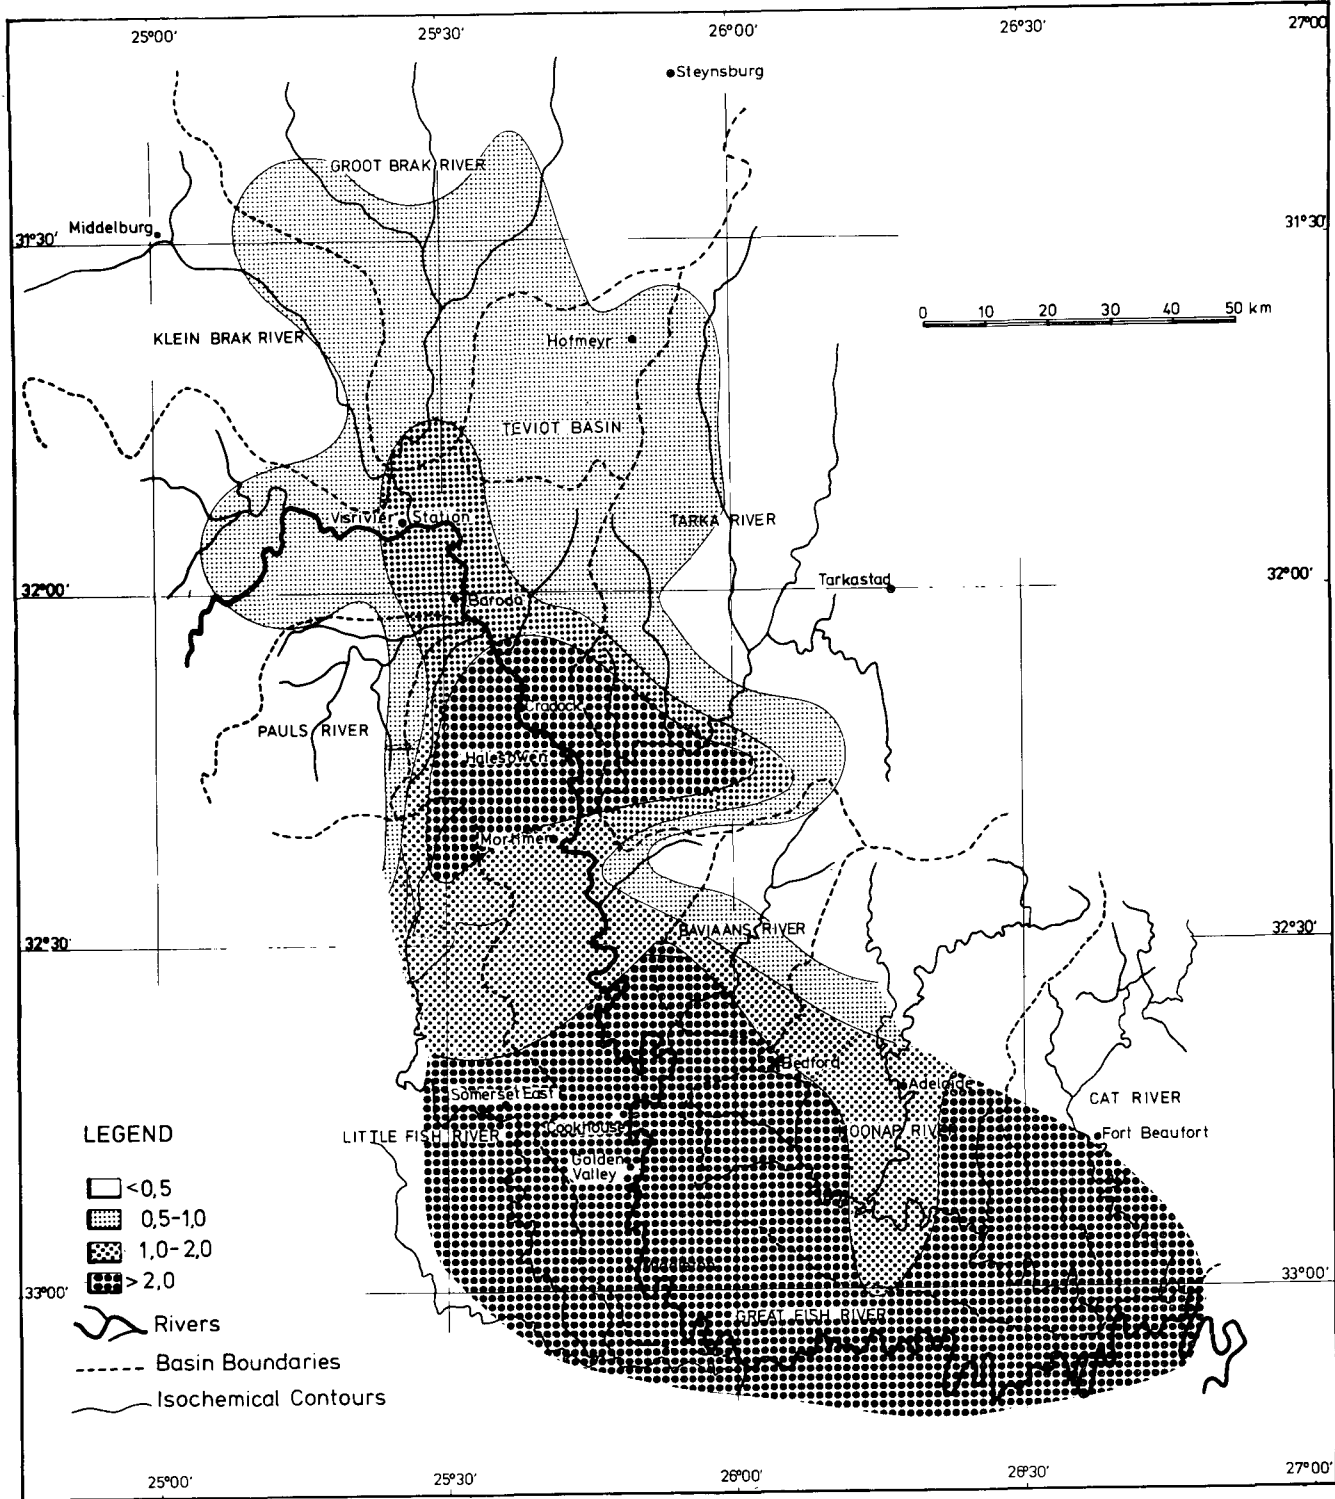 25°00'
25°30'
26°00'
26°30'
27°00'
Steynsburg
GROOT BRAK RIVER
Middelburg
31°30'
31°30'
0 10 20 30 40 50 km
KLEIN BRAK RIVER
Hofmeyr
TEVIOT BASIN
Visrivier Station
TARKA RIVER
32°00'
Baroda
Tarkastad
32°00'
Cradock
PAULS RIVER
Halesowen
Mortimer
BAVIAANS RIVER
32°30'
32°30'
Bedford
Adelaide
Somerset East
CAT RIVER
LEGEND
LITTLE FISH RIVER
Cookhouse
KOONAP RIVER
Fort Beaufort
Golden
Valley
<0,5
0,5-1,0
1,0-2,0
>2,0
33°00'
33°00'
GREAT FISH RIVER
Rivers
Basin Boundaries
Isochemical Contours
25°00'
25°30'
26°00'
26°30'
27°00'